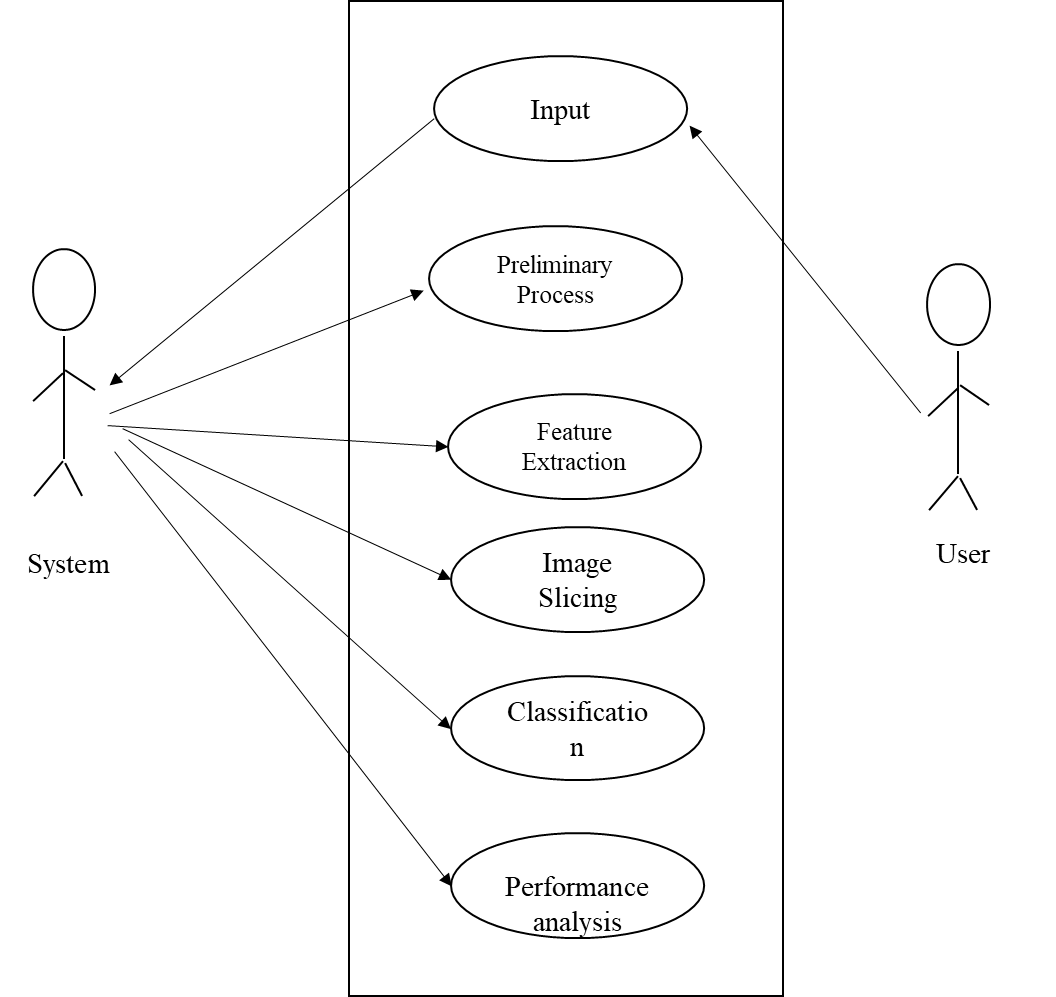 Input
Preliminary
Process
Feature
Extraction
System
User
Image
Slicing
Classificatio
n
Performance
analysis